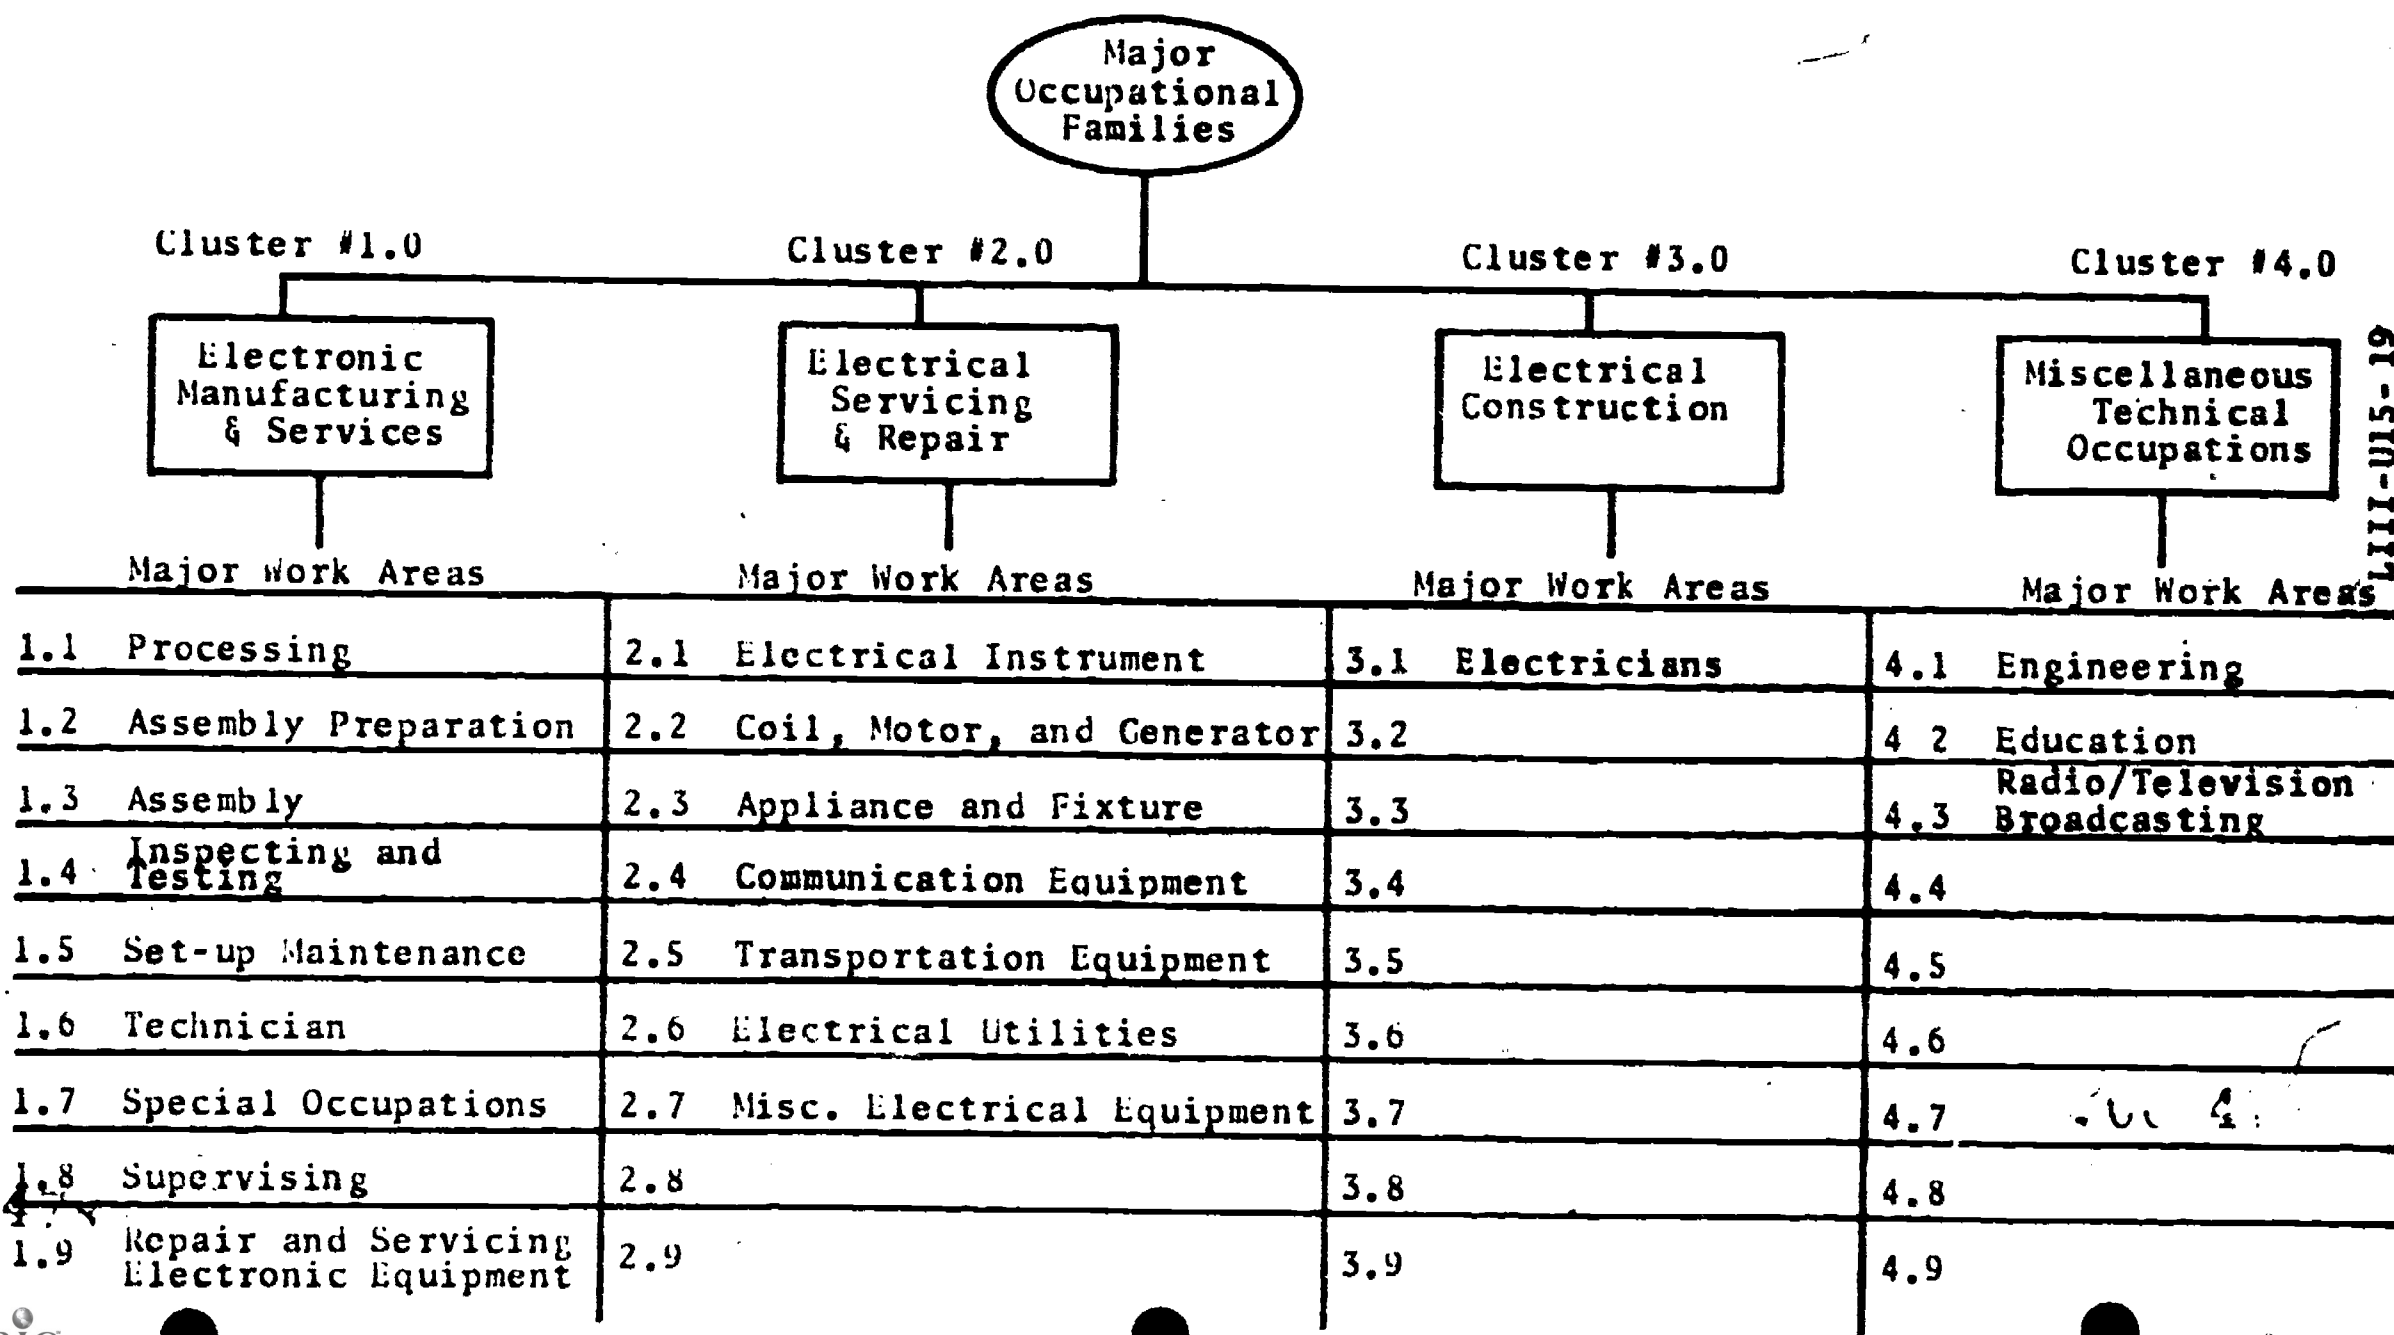 Major
Occupational
Families
Cluster #1.0
Cluster #2.0
Cluster #3.0
Cluster #4.0
Electronic
Manufacturing
& Services
Electrical
Servicing
& Repair
Electrical
Construction
Miscellaneous
Technical
Occupations
LIII-U15-19
Major Work Areas
Major Work Areas
Major Work Areas
Major Work Areas
1.1 Processing
2.1 Electrical Instrument
3.1 Electricians
4.1 Engineering
1.2 Assembly Preparation
2.2 Coil, Motor, and Generator
3.2
4 2 Education
1.3 Assembly
2.3 Appliance and Fixture
3.3
Radio/Television
4.3 Broadcasting
Inspecting and
1.4 Testing
2.4 Communication Equipment
3.4
4.4
1.5 Set-up Maintenance
2.5 Transportation Equipment
3.5
4.5
1.6 Technician
2.6 Electrical Utilities
3.6
4.6
1.7 Special Occupations
2.7 Misc. Electrical Equipment
3.7
4.7
1.8 Supervising
2.8
3.8
4.8
1.9 Repair and Servicing
Electronic Equipment
2.9
3.9
4.9